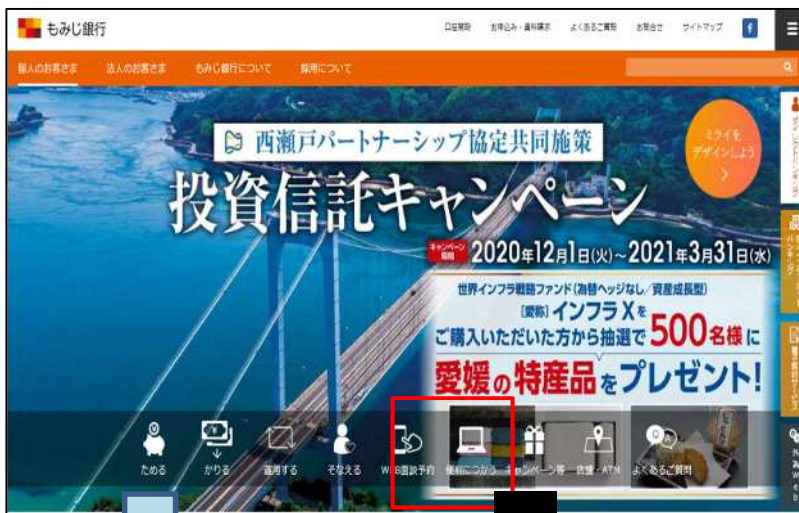 もみじ銀行
口座開設 お申込み・資料請求 よくあるご質問 お問合せ サイトマップ f
個人のお客さま 法人のお客さま もみじ銀行について 採用について
西瀬戸パートナーシップ協定共同施策
ミライを
デザインしよう
投資信託キャンペーン
キャンペーン
期間
2020年12月1日(火)~2021年3月31日(水)
世界インフラ戦略ファンド(為替ヘッジなし/資産成長型)
[愛称]インフラXを
ご購入いただいた方から抽選で500名様に
愛媛の特産品をプレゼント!
ためる かりる 運用する そなえる WEB面談予約 便利につかう キャンペーン等 店舗・ATM よくあるご質問
ダイレクトバンキング